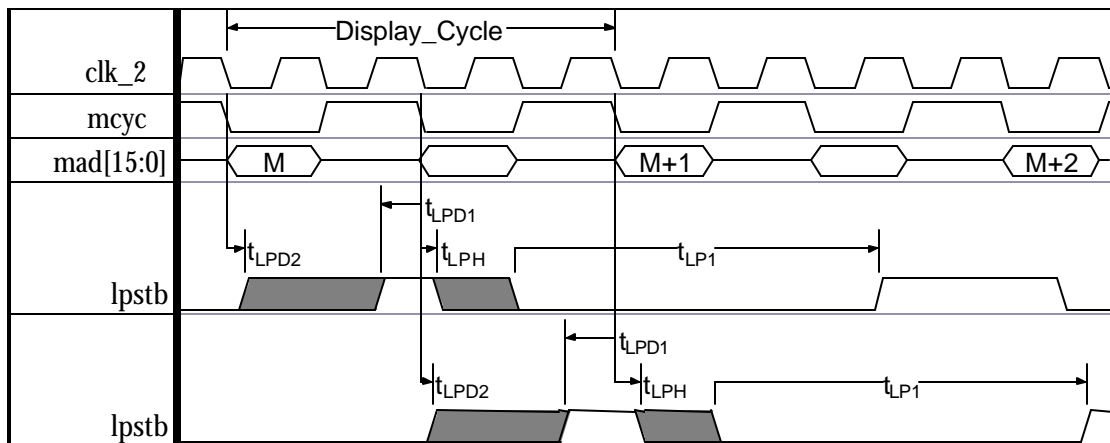 Display_Cycle
clk_2
mcyc
mad[15:0] M M+1 M+2
tLPD1
tLPD2 tLPH tLP1
lpstb
tLPD1
tLPD2 tLPH tLP1
lpstb